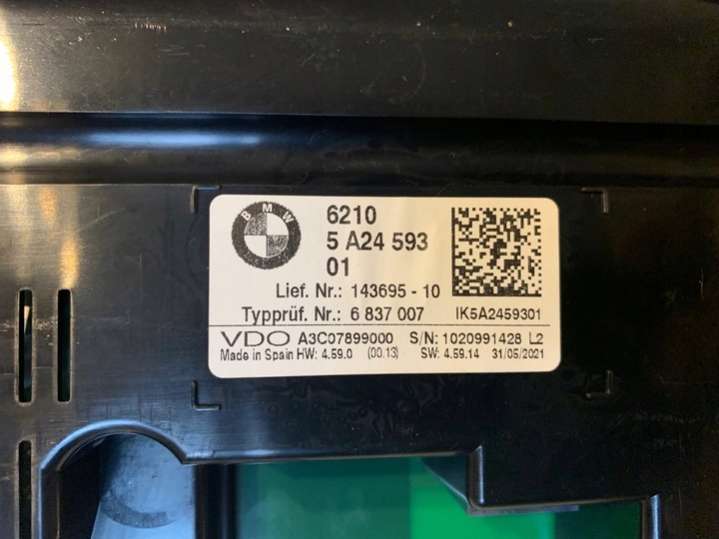 BMW
6210
5 A24 593
01
Lief. Nr.: 143695 - 10
Typprüf. Nr.: 6 837 007
IK5A2459301
VDO A3C07899000 S/N: 1020991428 L2
Made in Spain HW: 4.59.0 (00.13) SW: 4.59.14 31/05/2021